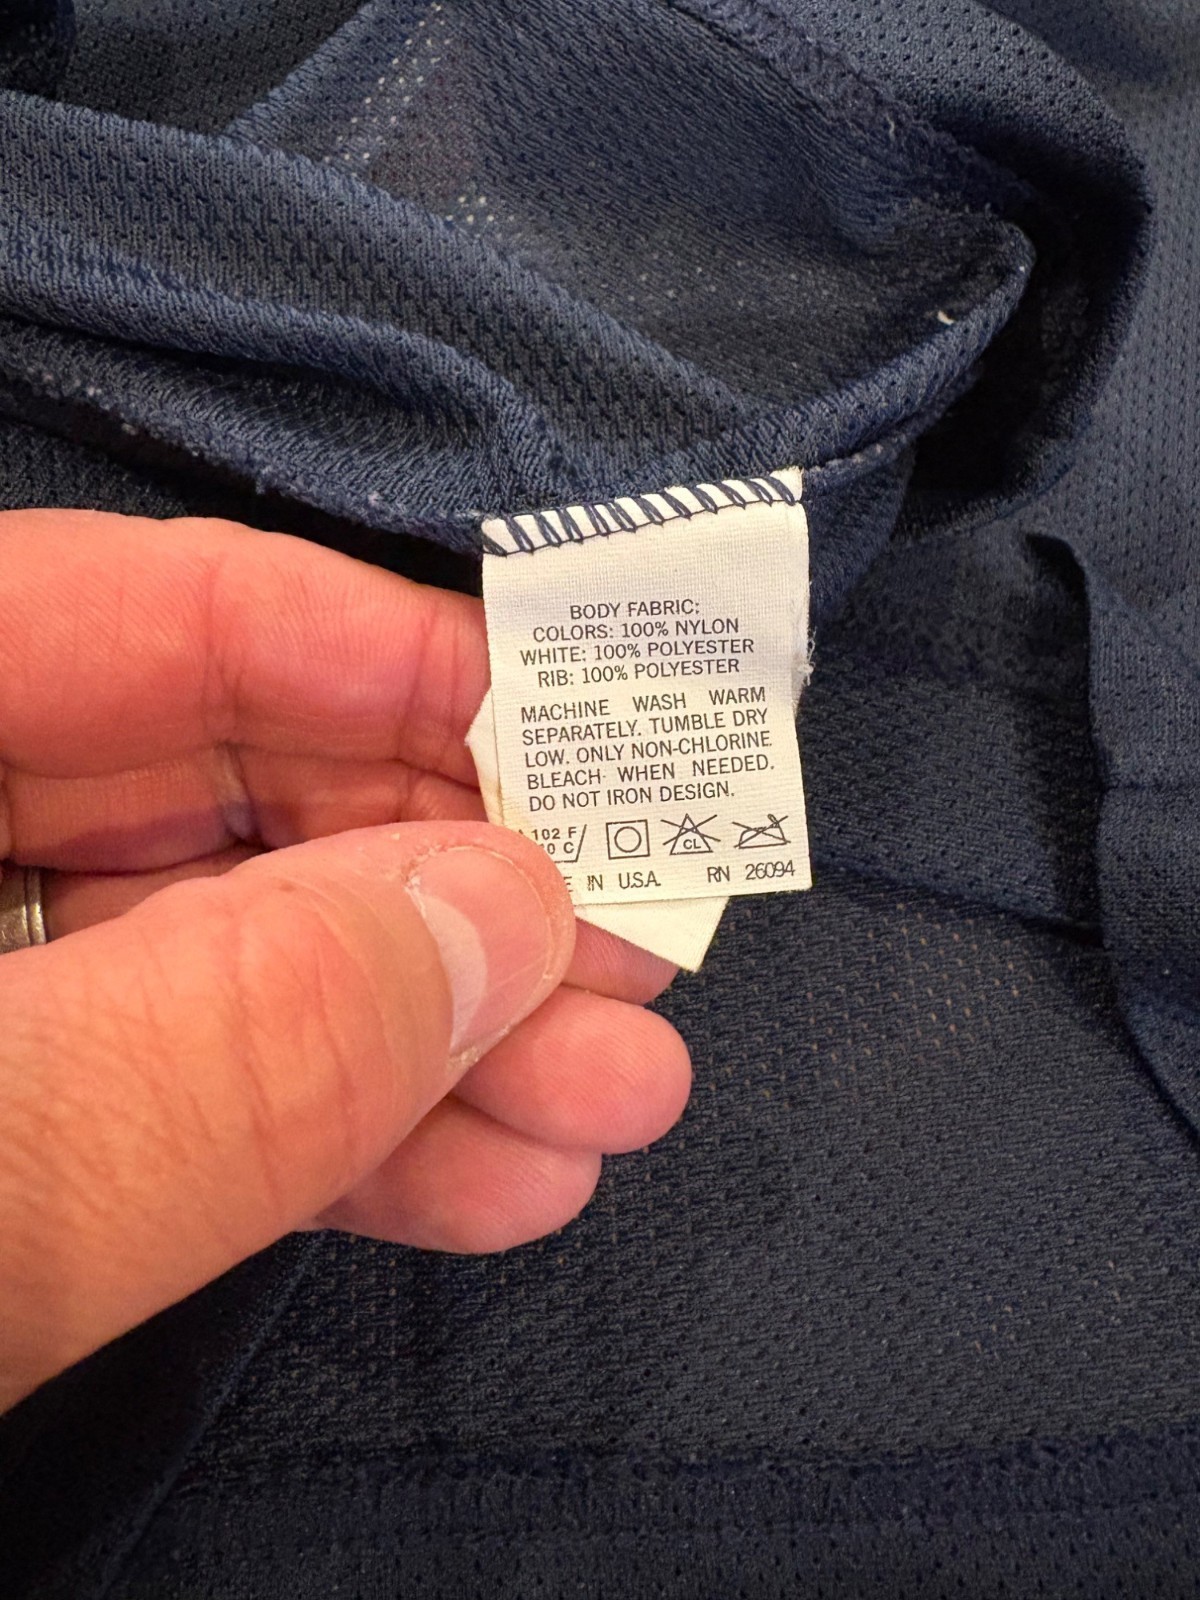 BODY FABRIC:
COLORS: 100% NYLON
WHITE: 100% POLYESTER
RIB: 100% POLYESTER
MACHINE WASH WARM
SEPARATELY. TUMBLE DRY
LOW. ONLY NON-CHLORINE
BLEACH WHEN NEEDED.
DO NOT IRON DESIGN.
102 F
0 C
CL
IN U.S.A. RN 26094